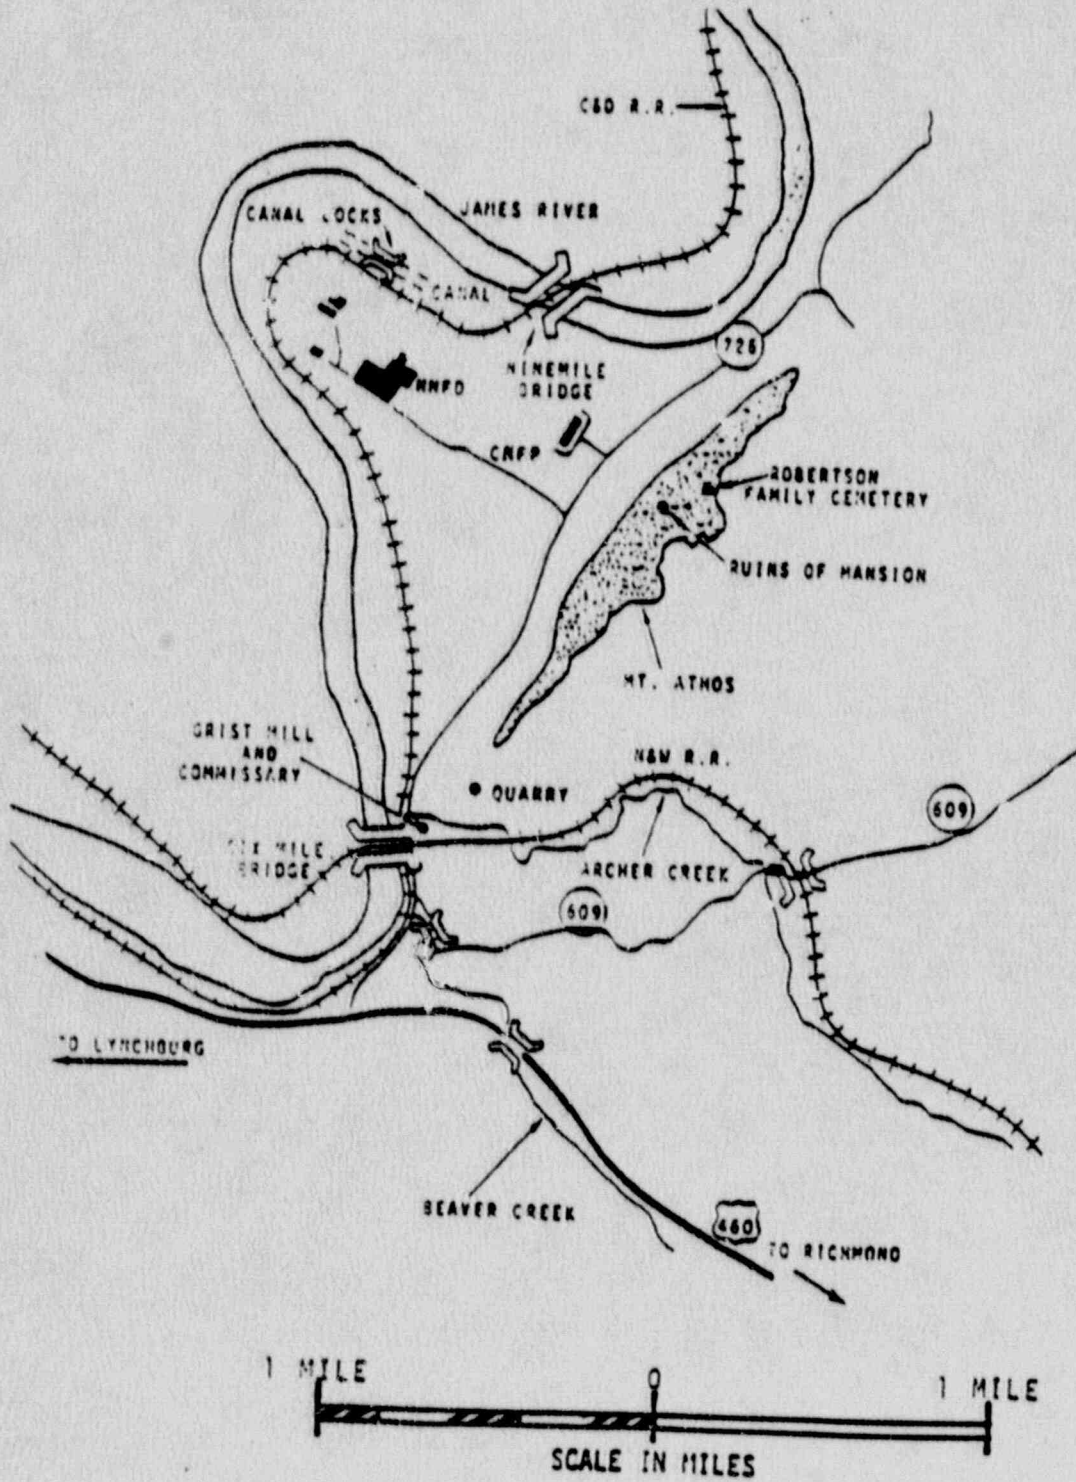 C&O R.R.
CANAL LOCKS
JAMES RIVER
CANAL
726
NINEMILE
BRIDGE
NNFD
CNFP
ROBERTSON
FAMILY CEMETERY
RUINS OF MANSION
MT. ATHOS
GRIST MILL
AND
COMMISSARY
N&W R.R.
QUARRY
609
SIX MILE
BRIDGE
ARCHER CREEK
609
TO LYNCHBURG
BEAVER CREEK
460
TO RICHMOND
1 MILE
0
1 MILE
SCALE IN MILES